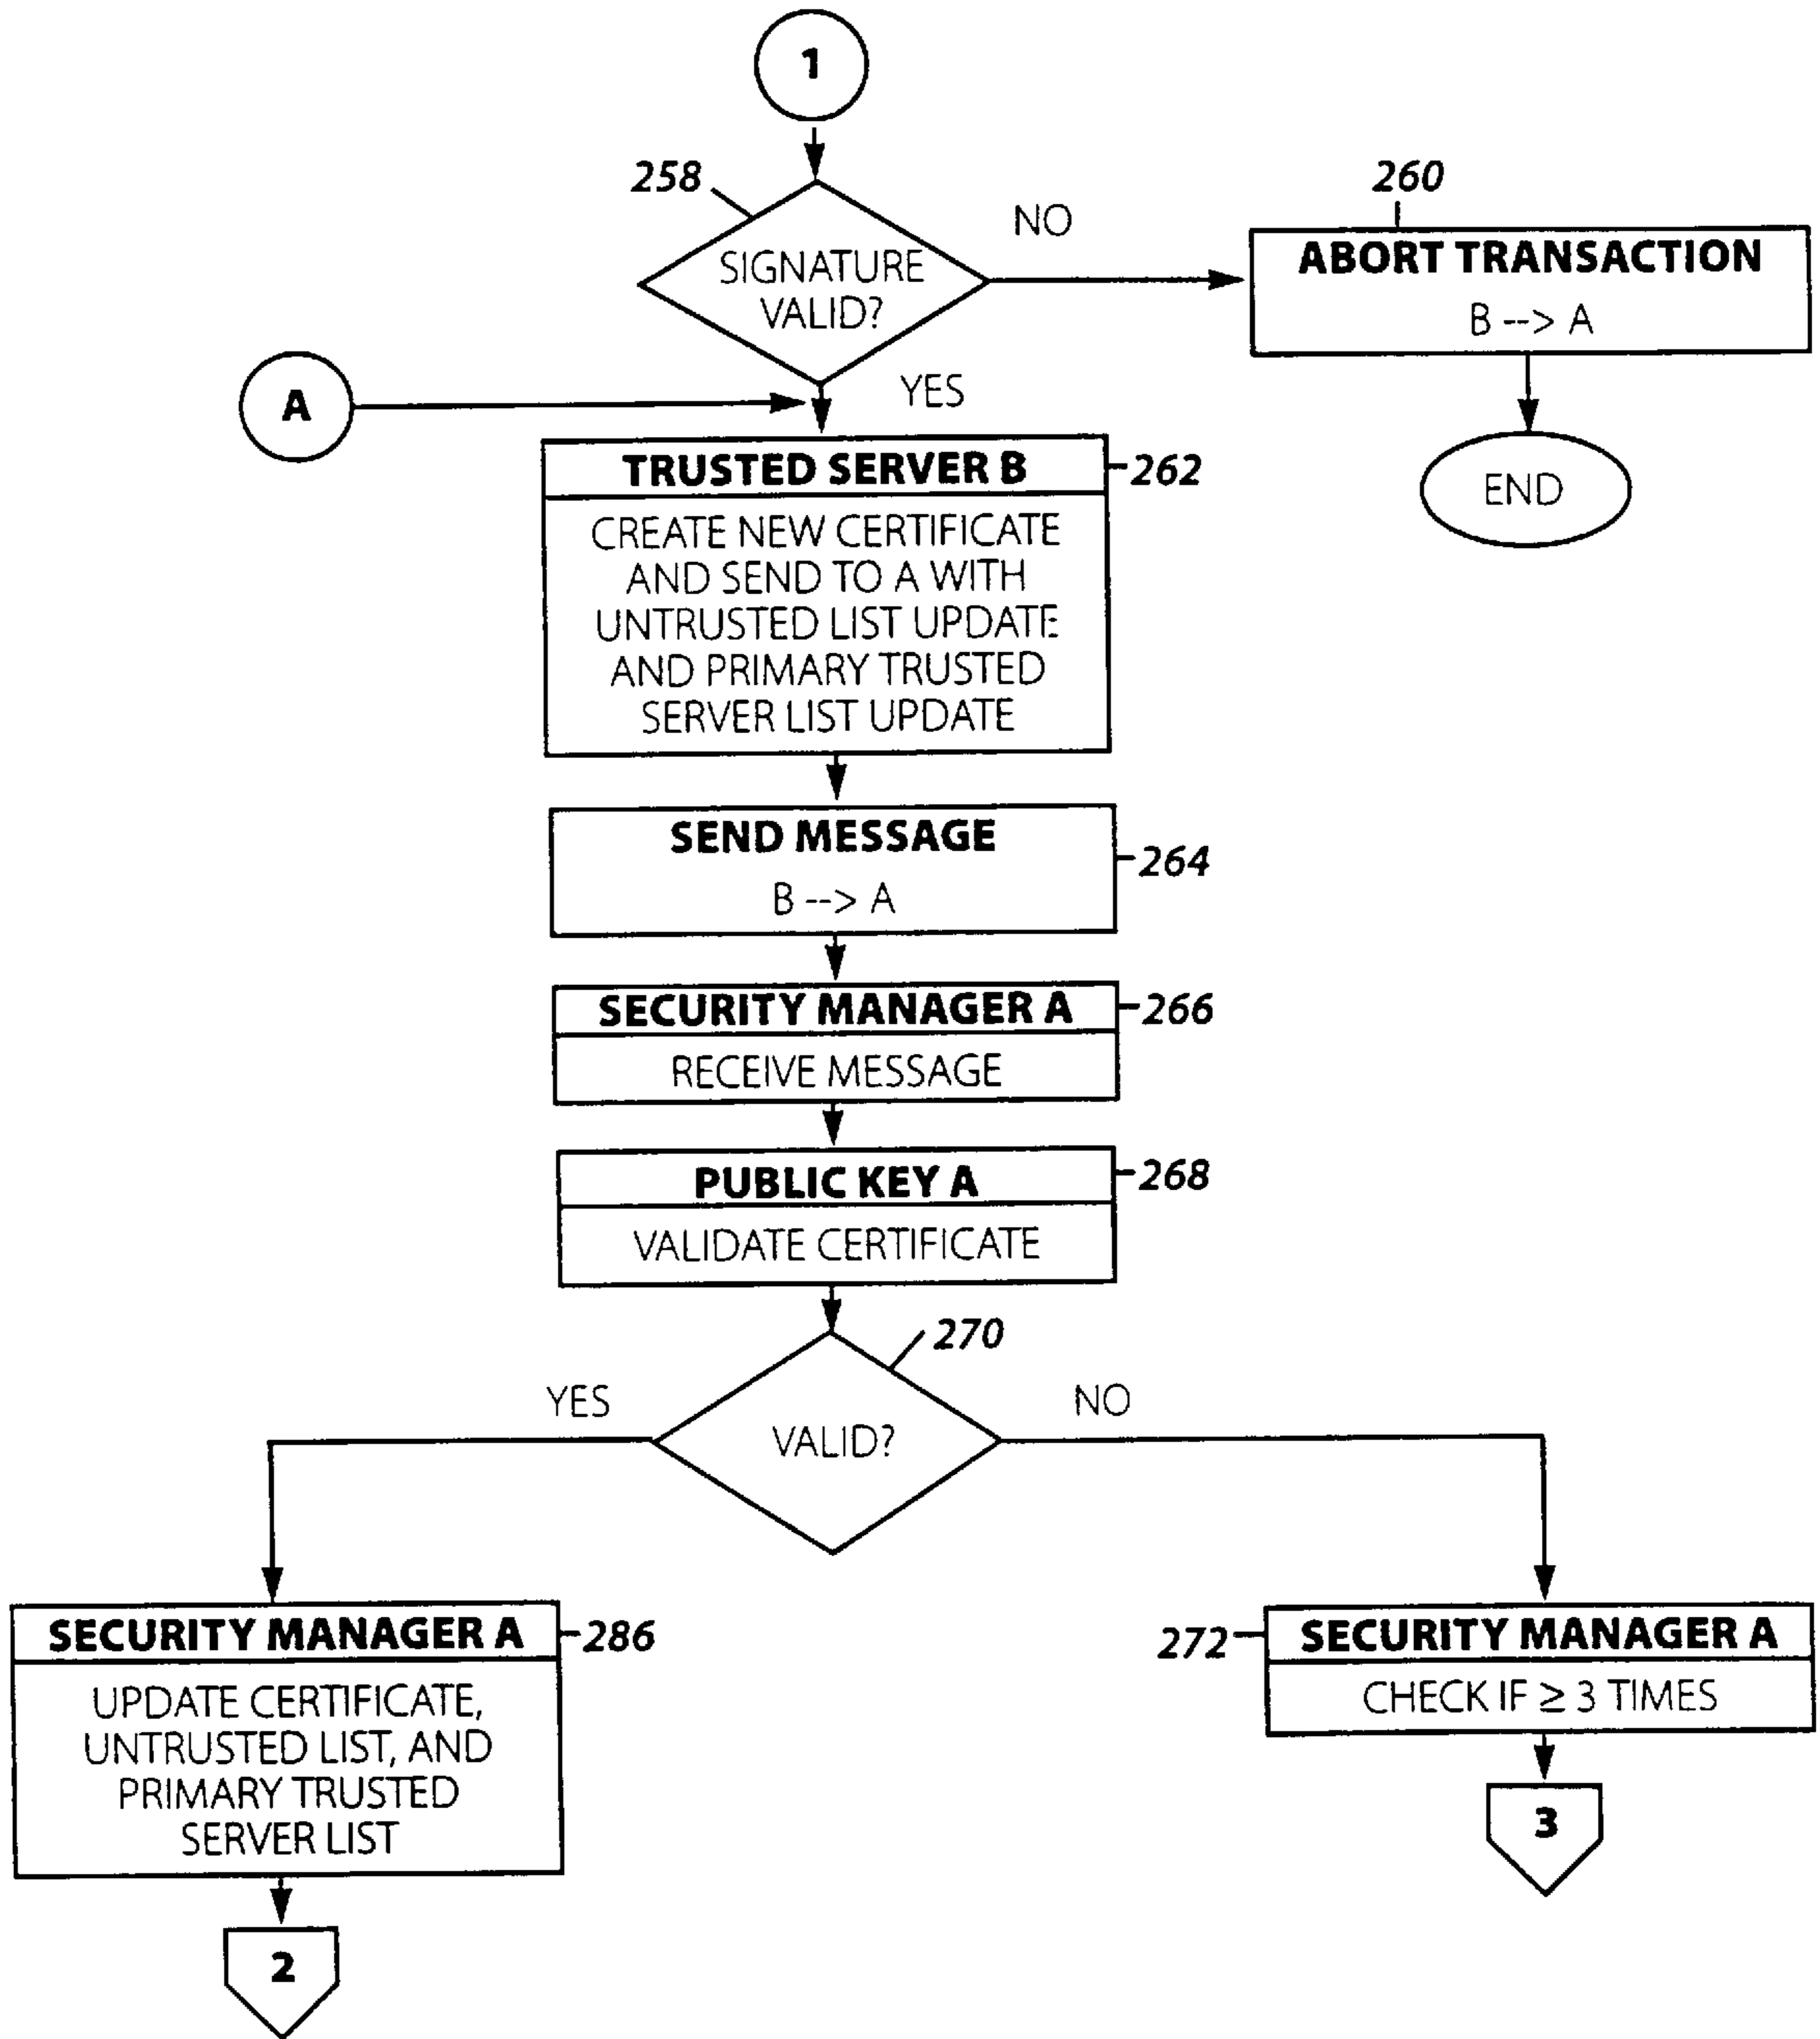 1
258
SIGNATURE
VALID?
NO
260
ABORT TRANSACTION
B --> A
END
A
YES
TRUSTED SERVER B
262
CREATE NEW CERTIFICATE
AND SEND TO A WITH
UNTRUSTED LIST UPDATE
AND PRIMARY TRUSTED
SERVER LIST UPDATE
SEND MESSAGE
B --> A
264
SECURITY MANAGER A
266
RECEIVE MESSAGE
PUBLIC KEY A
268
VALIDATE CERTIFICATE
270
YES
VALID?
NO
SECURITY MANAGER A
286
UPDATE CERTIFICATE,
UNTRUSTED LIST, AND
PRIMARY TRUSTED
SERVER LIST
2
272
SECURITY MANAGER A
CHECK IF ≥ 3 TIMES
3